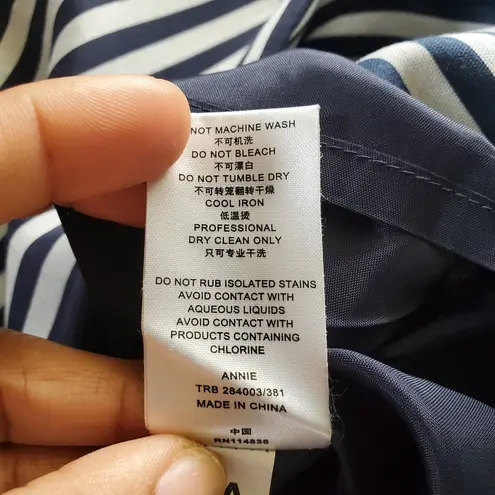 NOT MACHINE WASH
不可机洗
DO NOT BLEACH
不可漂白
DO NOT TUMBLE DRY
不可转笼翻转干燥
COOL IRON
低温烫
PROFESSIONAL
DRY CLEAN ONLY
只可专业干洗
DO NOT RUB ISOLATED STAINS
AVOID CONTACT WITH
AQUEOUS LIQUIDS
AVOID CONTACT WITH
PRODUCTS CONTAINING
CHLORINE
ANNIE
TRB 284003/381
MADE IN CHINA
中国
RN114836